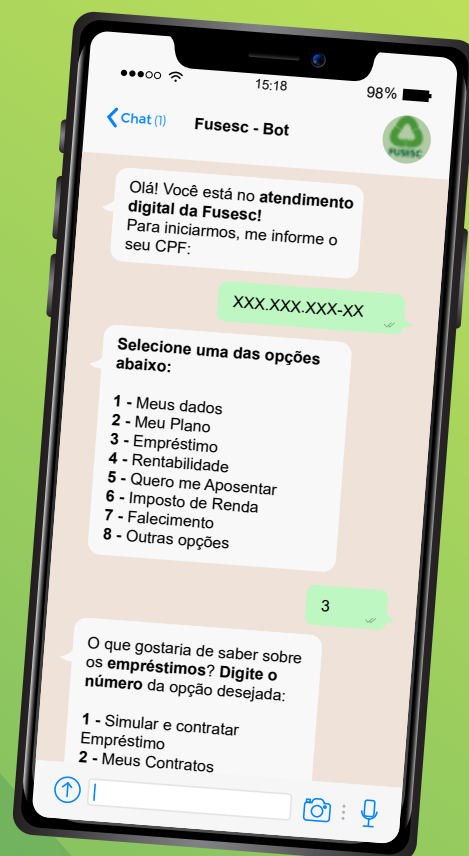 15:18
98%
Chat (1)
Fusesc - Bot
FUSESC
Olá! Você está no atendimento
digital da Fusesc!
Para iniciarmos, me informe o
seu CPF:
XXX.XXX.XXX-XX
Selecione uma das opções
abaixo:
1 - Meus dados
2 - Meu Plano
3 - Empréstimo
4 - Rentabilidade
5 - Quero me Aposentar
6 - Imposto de Renda
7 - Falecimento
8 - Outras opções
3
O que gostaria de saber sobre
os empréstimos? Digite o
número da opção desejada:
1 - Simular e contratar
Empréstimo
2 - Meus Contratos